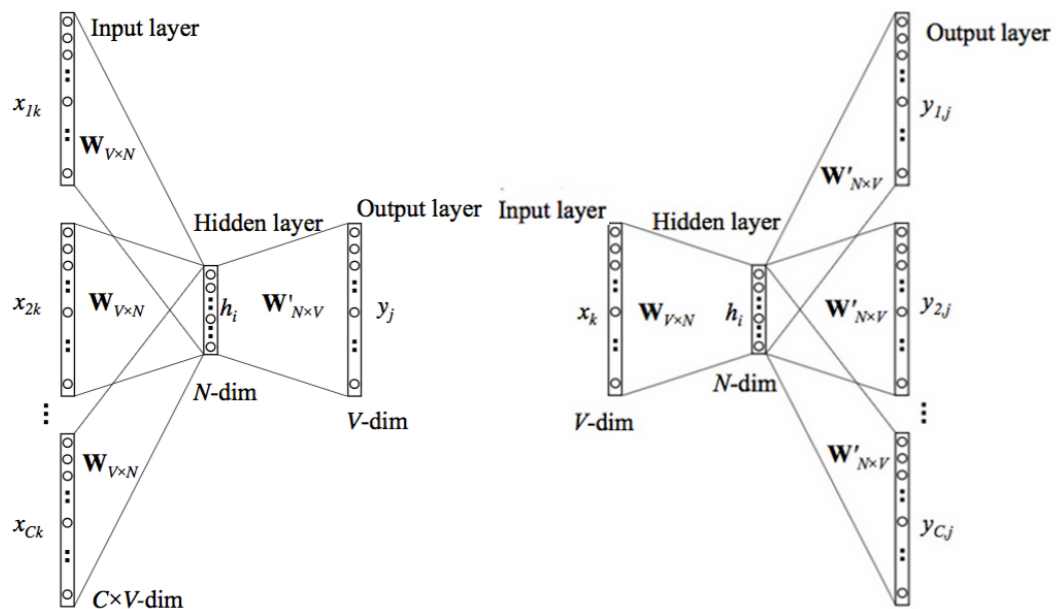 Input layer
x1k
WV×N
Hidden layer
Output layer
x2k
WV×N
hi
W'N×V
yj
N-dim
V-dim
WV×N
xCk
C×V-dim
Output layer
y1,j
W'N×V
Input layer
Hidden layer
xk
WV×N
hi
W'N×V
y2,j
N-dim
V-dim
W'N×V
yC,j